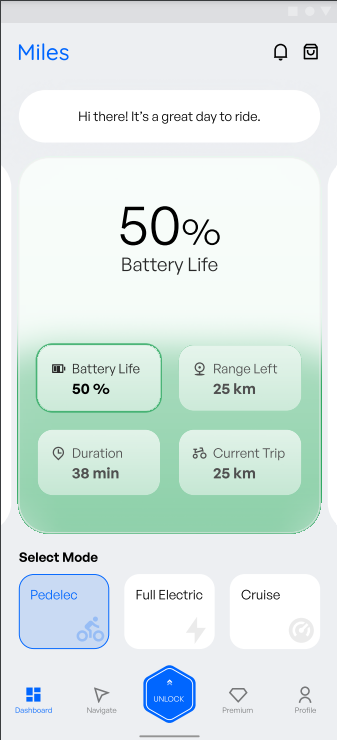 Miles
Hi there! It's a great day to ride.
50%
Battery Life
Battery Life
50 %
Range Left
25 km
Duration
38 min
Current Trip
25 km
Select Mode
Pedelec
Full Electric
Cruise
UNLOCK
Dashboard
Navigate
Premium
Profile